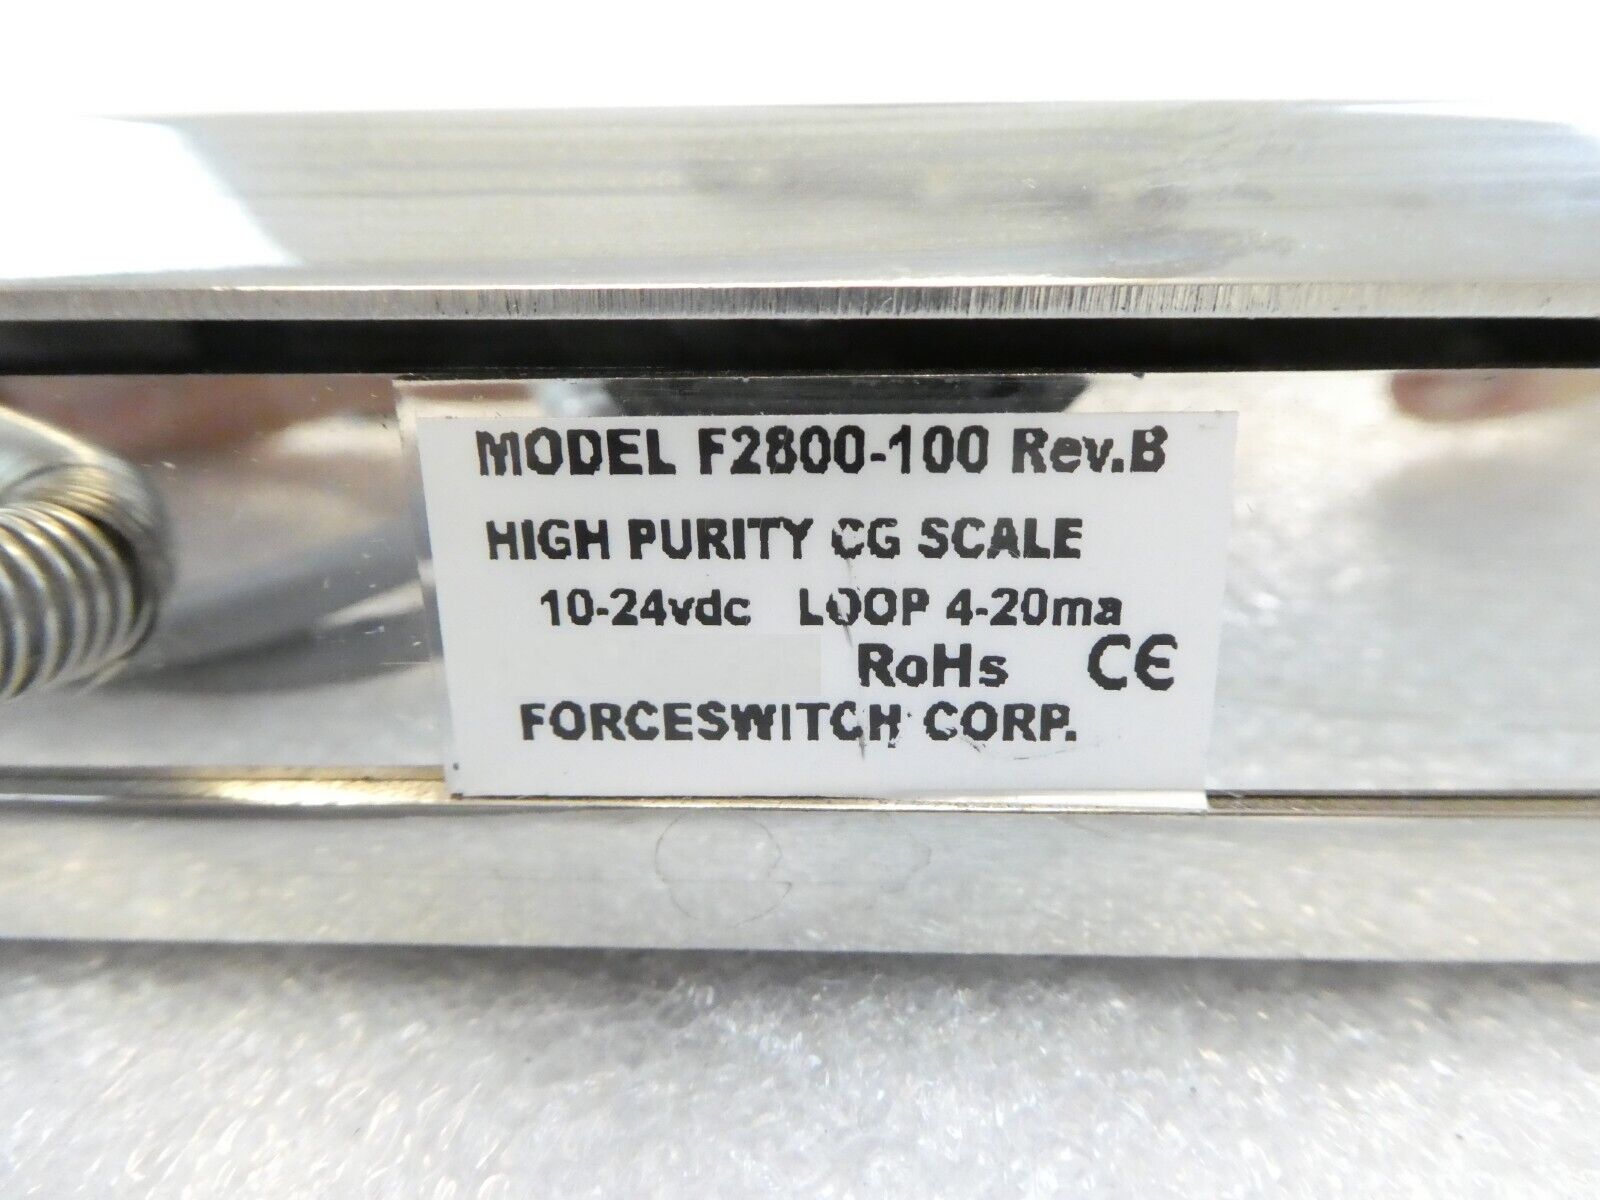 MODEL F2800-100 Rev.B
HIGH PURITY CG SCALE
10-24vdc LOOP 4-20ma
RoHs CE
FORCESWITCH CORP.